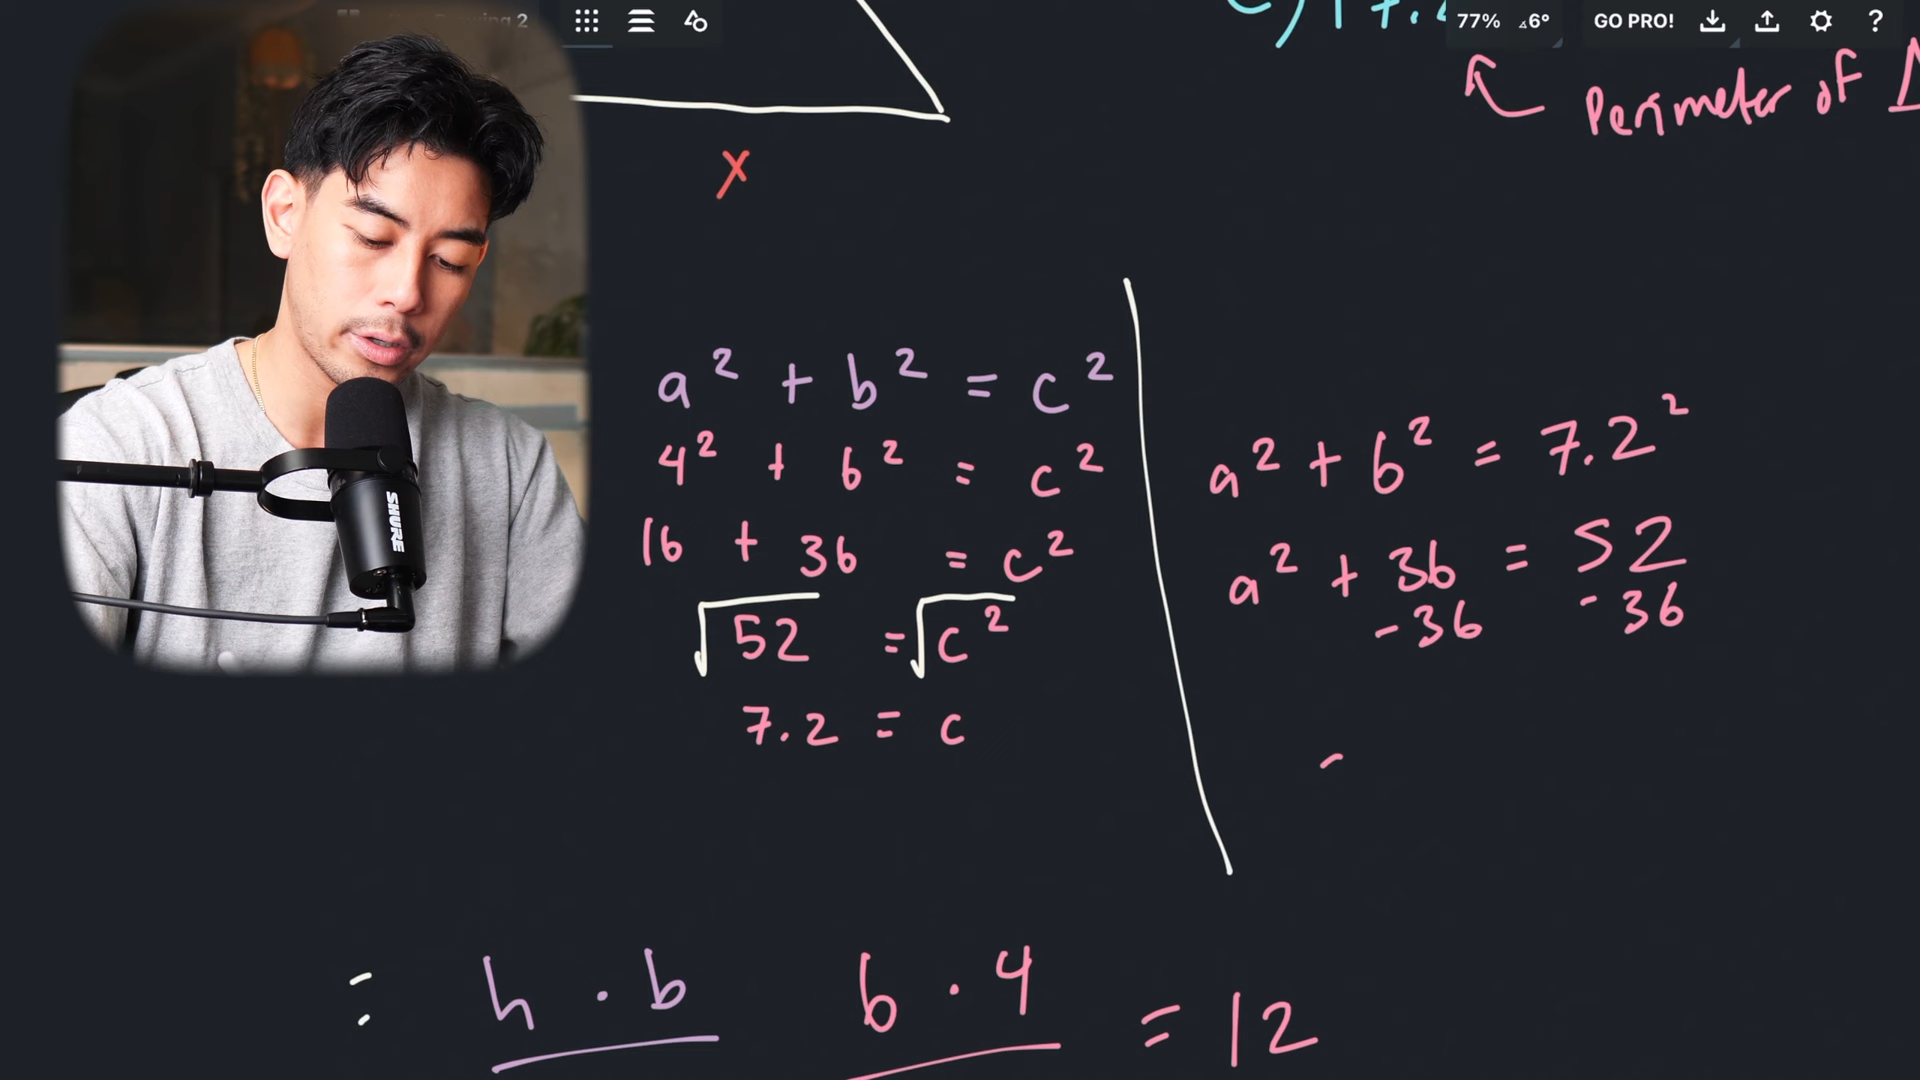 77% 6° GO PRO! ?
Perimeter of
x
SHURE
a² + b² = c²
4² + 6² = c²
16 + 36 = c²
√52 = √c²
7.2 = c
a² + 6² = 7.2²
a² + 36 = 52
-36 -36
-
h · b
6 · 4
= 12